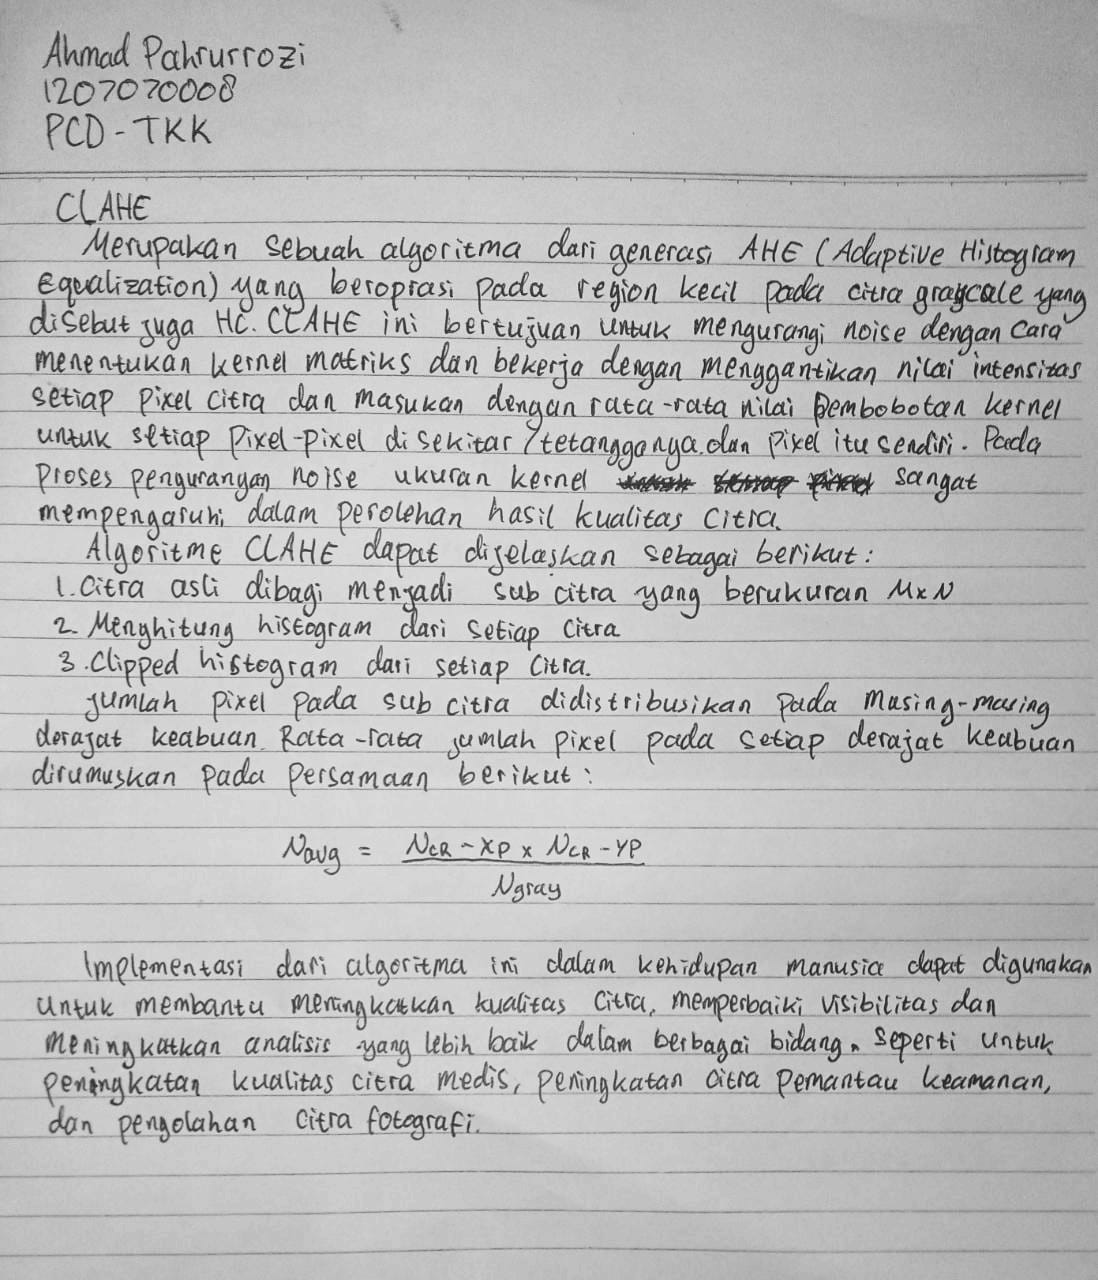 Ahmad Pahrurrozi
1207070008
PCD - TKK
CLAHE
Merupakan sebuah algoritma dari generasi AHE (Adaptive Histogram
Equalization) yang beroprasi pada region kecil pada citra graycale yang
disebut juga HC. CLAHE ini bertujuan untuk mengurangi noise dengan cara
menentukan kernel matriks dan bekerja dengan menggantikan nilai intensitas
setiap pixel citra dan masukan dengan rata-rata nilai pembobotan kernel
untuk setiap pixel-pixel di sekitar / tetangganya dan pixel itu sendiri. Pada
proses pengurangan noise ukuran kernel sangat
mempengaruhi dalam perolehan hasil kualitas citra.
Algoritme CLAHE dapat dijelaskan sebagai berikut:
1. Citra asli dibagi menjadi sub citra yang berukuran MxN
2. Menghitung histogram dari setiap citra
3. Clipped histogram dari setiap citra.
jumlah pixel pada sub citra didistribusikan pada masing-masing
derajat keabuan. Rata-rata jumlah pixel pada setiap derajat keabuan
dirumuskan pada persamaan berikut:
Navg = NCR - XP x NCR - YP
Ngray
Implementasi dari algoritma ini dalam kehidupan manusia dapat digunakan
untuk membantu meningkatkan kualitas citra, memperbaiki visibilitas dan
meningkatkan analisis yang lebih baik dalam berbagai bidang. seperti untuk
peningkatan kualitas citra medis, peningkatan citra pemantau keamanan,
dan pengolahan citra fotografi.